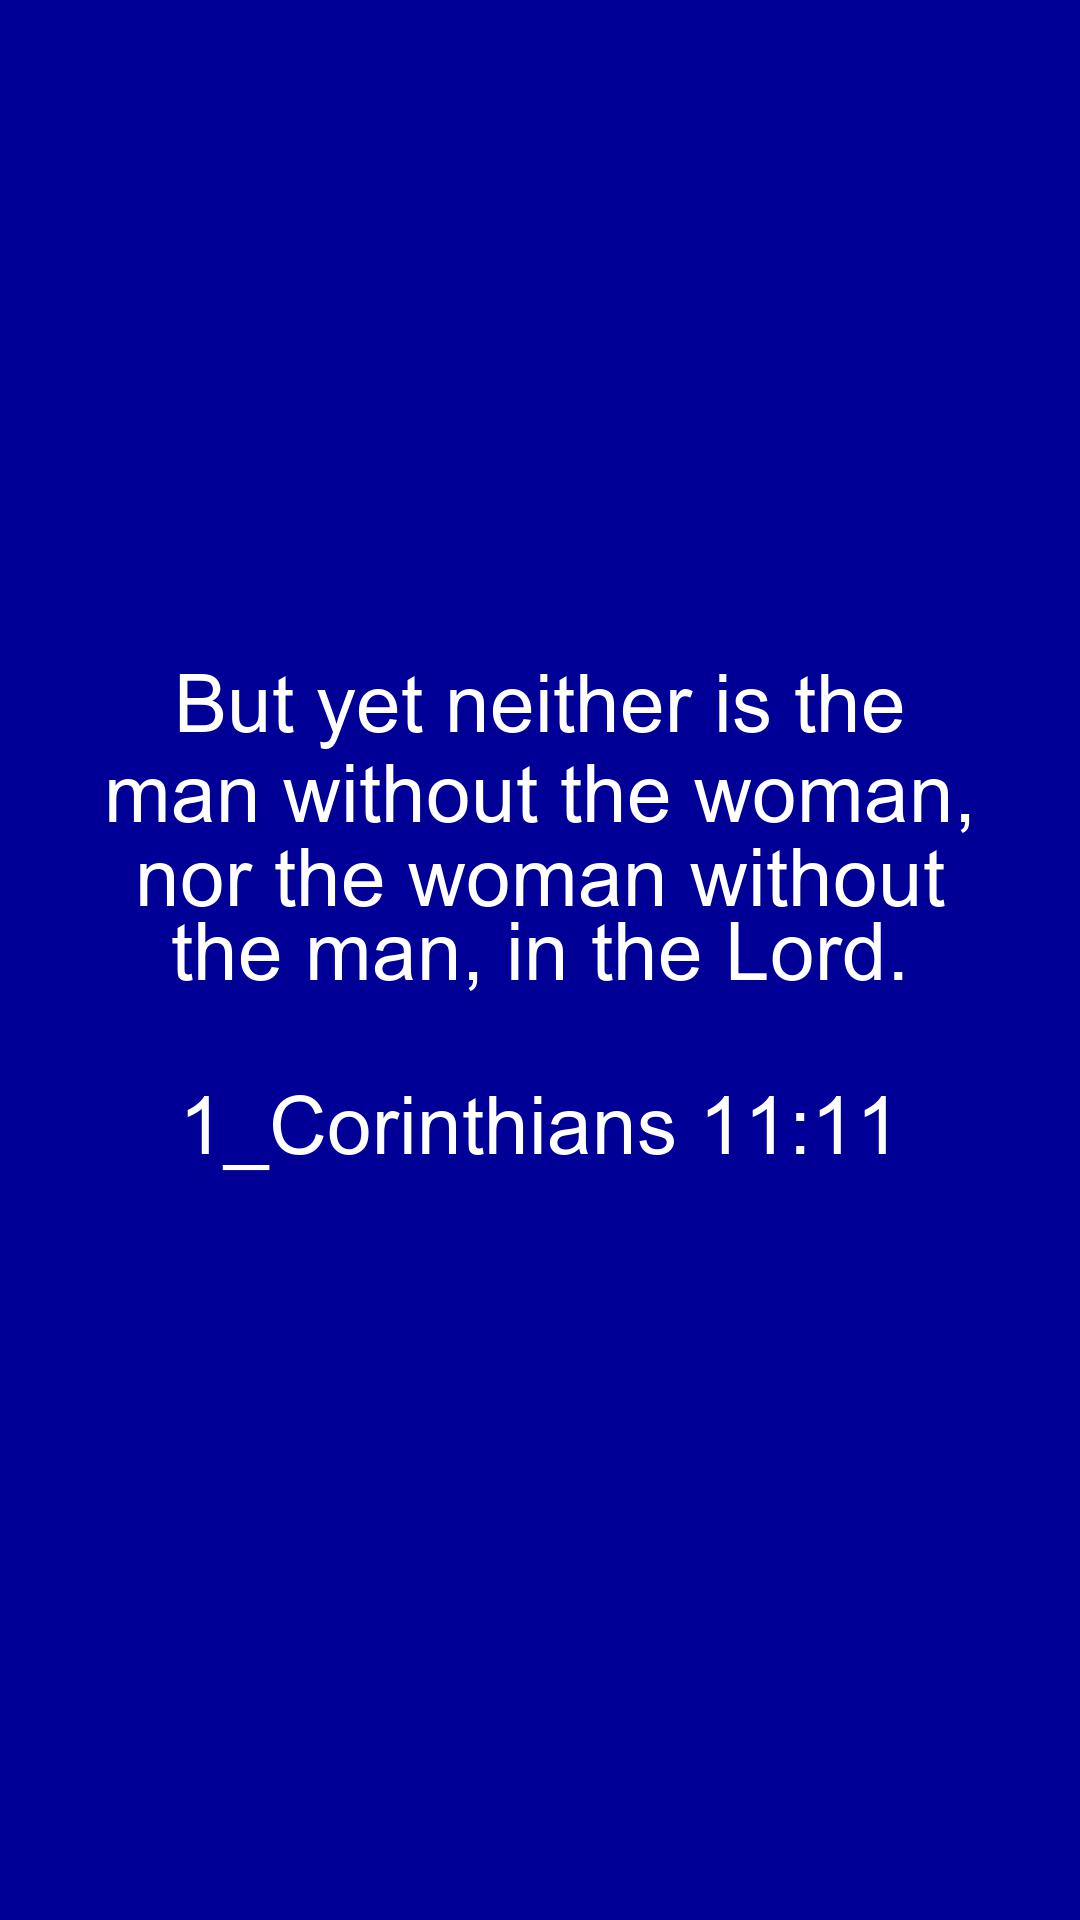 But yet neither is the
man without the woman,
nor the woman without
the man, in the Lord.
1_Corinthians 11:11